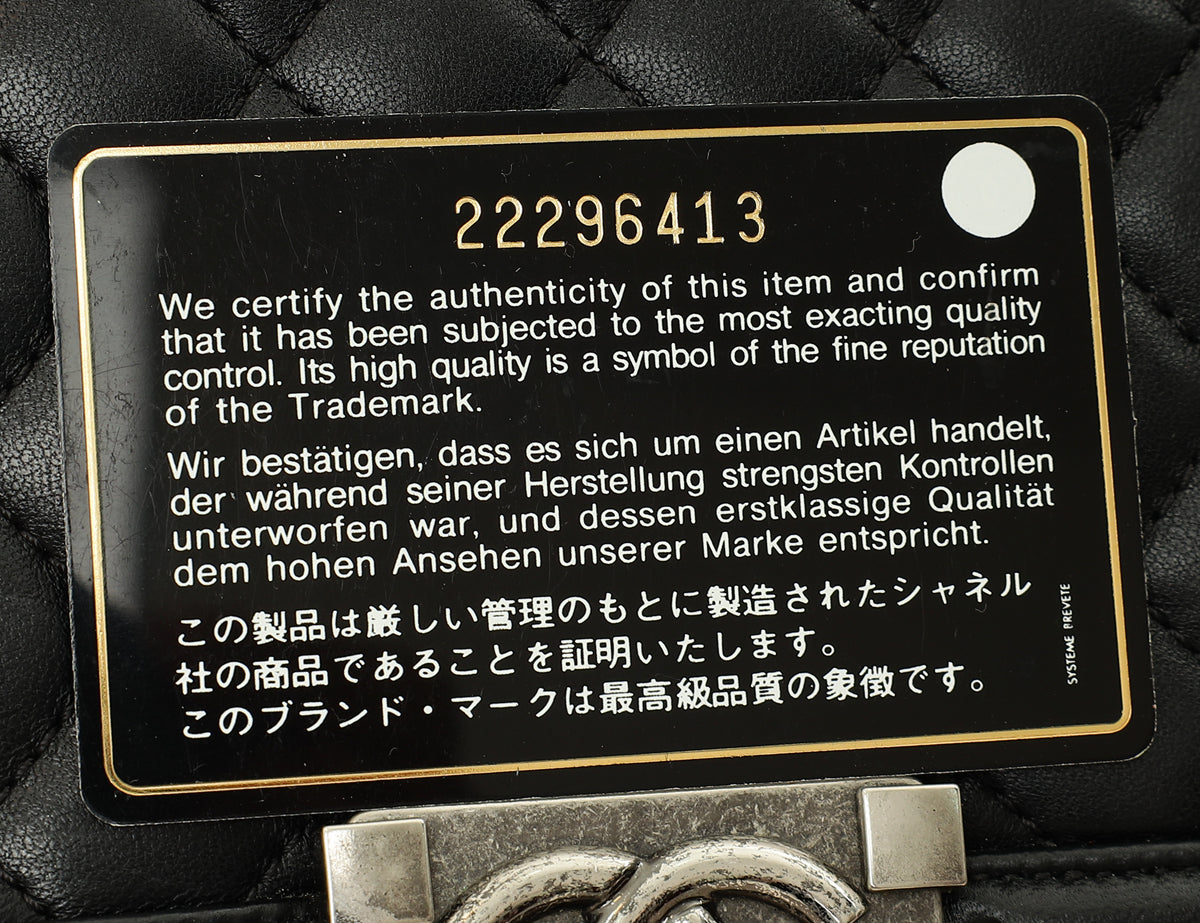 22296413
We certify the authenticity of this item and confirm
that it has been subjected to the most exacting quality
control. Its high quality is a symbol of the fine reputation
of the Trademark.
Wir bestätigen, dass es sich um einen Artikel handelt,
der während seiner Herstellung strengsten Kontrollen
unterworfen war, und dessen erstklassige Qualität
dem hohen Ansehen unserer Marke entspricht.
この製品は厳しい管理のもとに製造されたシャネル
社の商品であることを証明いたします。
このブランド・マークは最高級品質の象徴です。
SYSTEME PREVETE